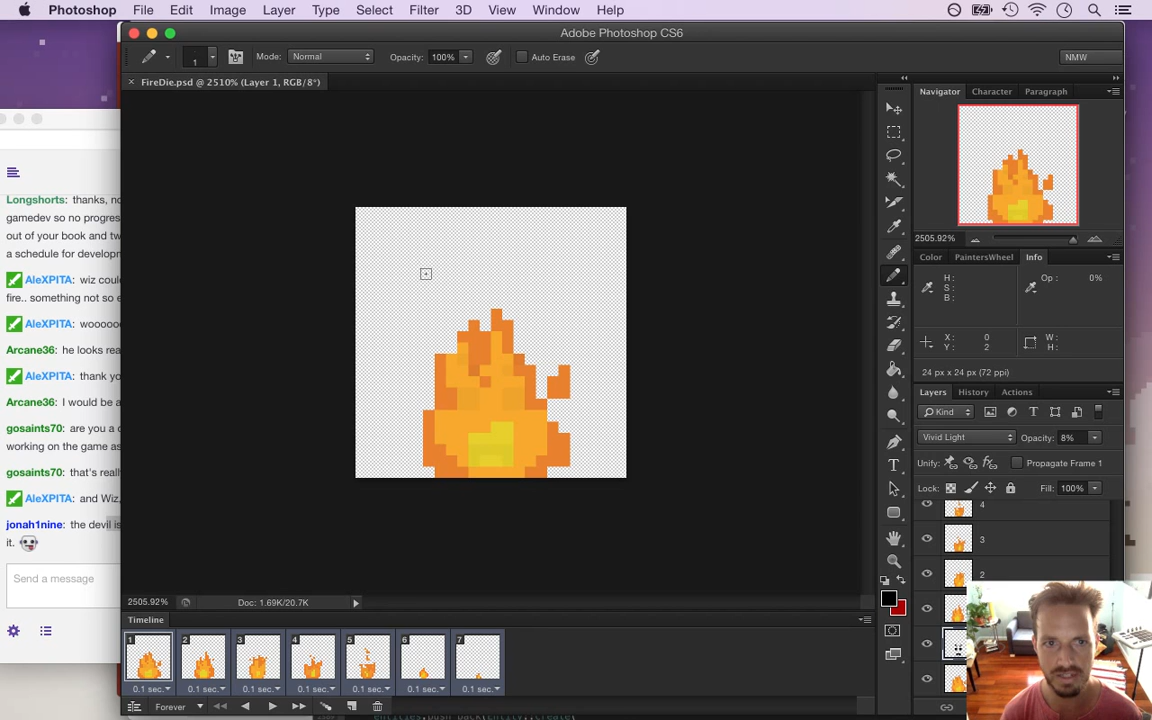 Photoshop File Edit Image Layer Type Select Filter 3D View Window Help
Adobe Photoshop CS6
1 Mode: Normal Opacity: 100% Auto Erase NMW
× FireDie.psd @ 2510% (Layer 1, RGB/8*)
Navigator Character Paragraph
2505.92%
Color PaintersWheel Info
H: Op: 0%
S:
B:
X: 0 W:
Y: 2 H:
24 px x 24 px (72 ppi)
Layers History Actions
Kind
Vivid Light Opacity: 8%
Unify: Propagate Frame 1
Lock: Fill: 100%
4
3
2
Longshorts: thanks, no
gamedev so no progres
out of your book and tw
a schedule for developm
AleXPITA: wiz coul
fire.. something not so e
AleXPITA: woooooo
Arcane36: he looks rea
AleXPITA: thank yo
Arcane36: I would be a
gosaints70: are you a c
working on the game as
gosaints70: that's reall
AleXPITA: and Wiz,
jonah1nine: the devil is
it.
Send a message
2505.92% Doc: 1.69K/20.7K
Timeline
1 2 3 4 5 6 7
0.1 sec. 0.1 sec. 0.1 sec. 0.1 sec. 0.1 sec. 0.1 sec. 0.1 sec.
Forever
entities.push_back(Entity::create(